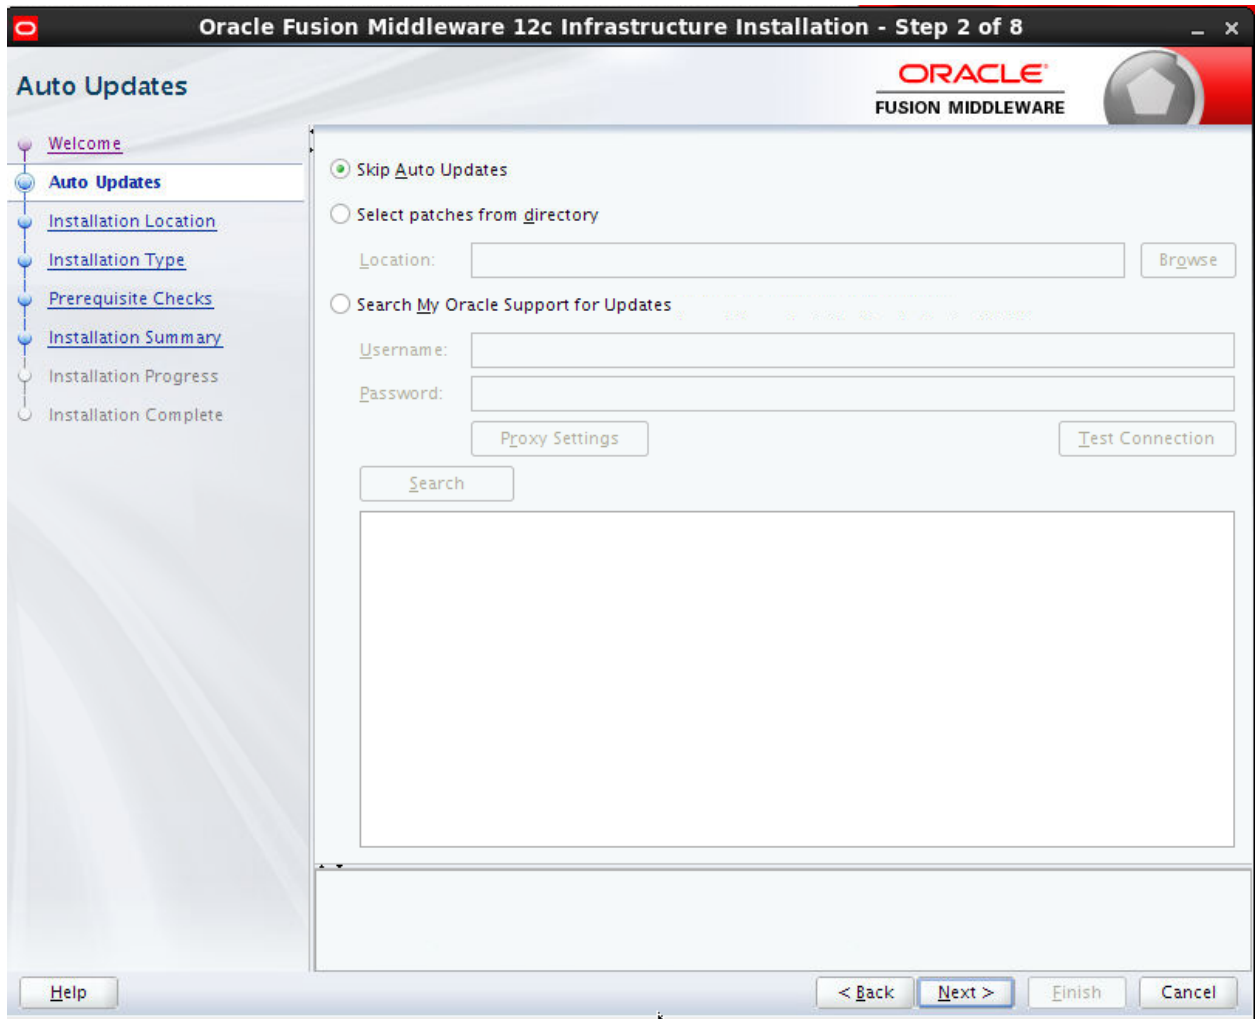 Oracle Fusion Middleware 12c Infrastructure Installation - Step 2 of 8
Auto Updates
ORACLE
FUSION MIDDLEWARE
Welcome
Auto Updates
Installation Location
Installation Type
Prerequisite Checks
Installation Summary
Installation Progress
Installation Complete
Skip Auto Updates
Select patches from directory
Location:
Browse
Search My Oracle Support for Updates
Username:
Password:
Proxy Settings
Test Connection
Search
Help
< Back
Next >
Finish
Cancel